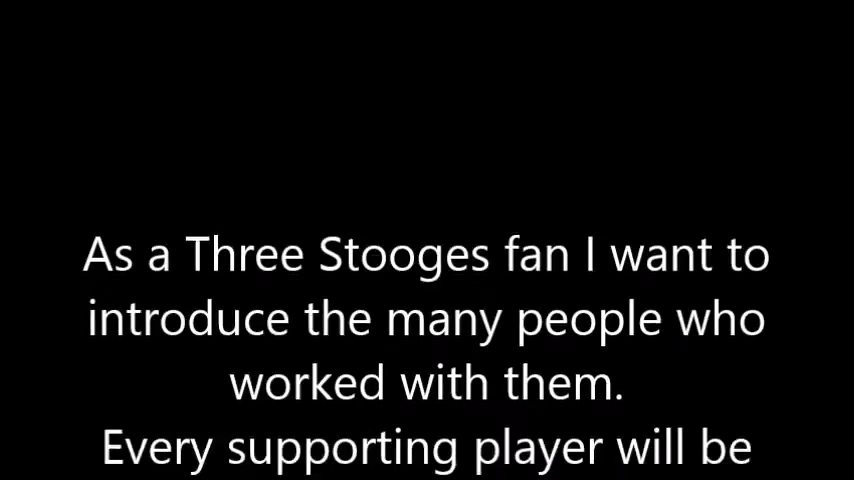 As a Three Stooges fan I want to
introduce the many people who
worked with them.
Every supporting player will be